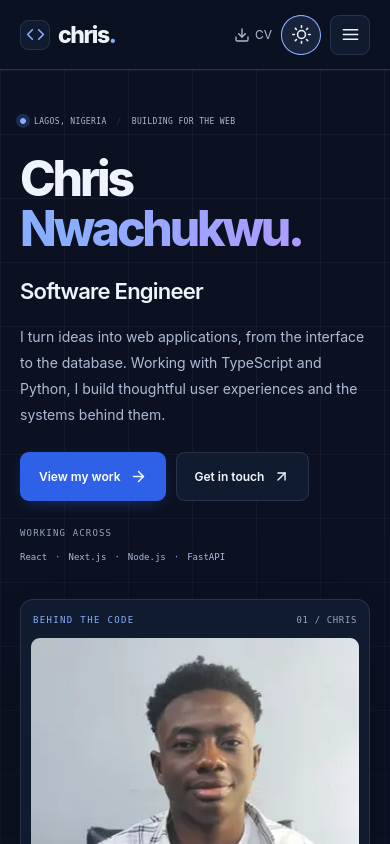 chris.
CV
LAGOS, NIGERIA / BUILDING FOR THE WEB
Chris
Nwachukwu.
Software Engineer
I turn ideas into web applications, from the interface
to the database. Working with TypeScript and
Python, I build thoughtful user experiences and the
systems behind them.
View my work
Get in touch
WORKING ACROSS
React · Next.js · Node.js · FastAPI
BEHIND THE CODE
01 / CHRIS